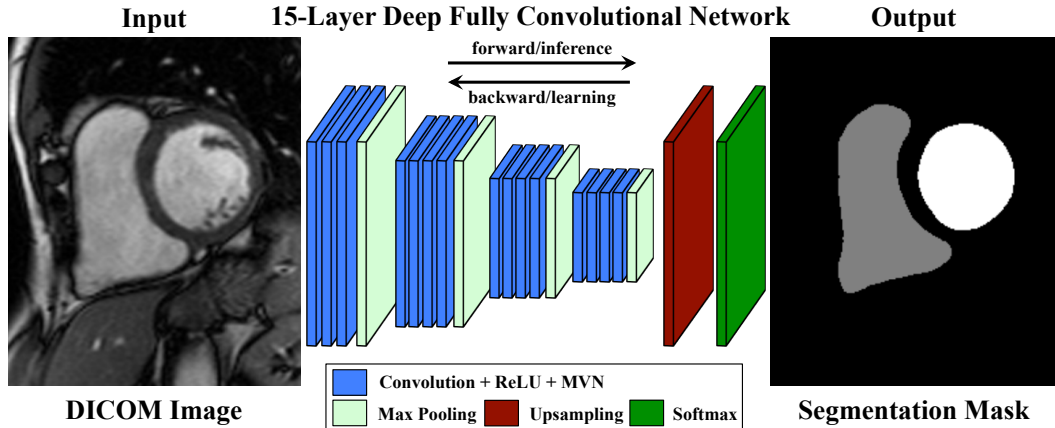 Input
15-Layer Deep Fully Convolutional Network
Output
forward/inference
backward/learning
Convolution + ReLU + MVN
Max Pooling
Upsampling
Softmax
DICOM Image
Segmentation Mask